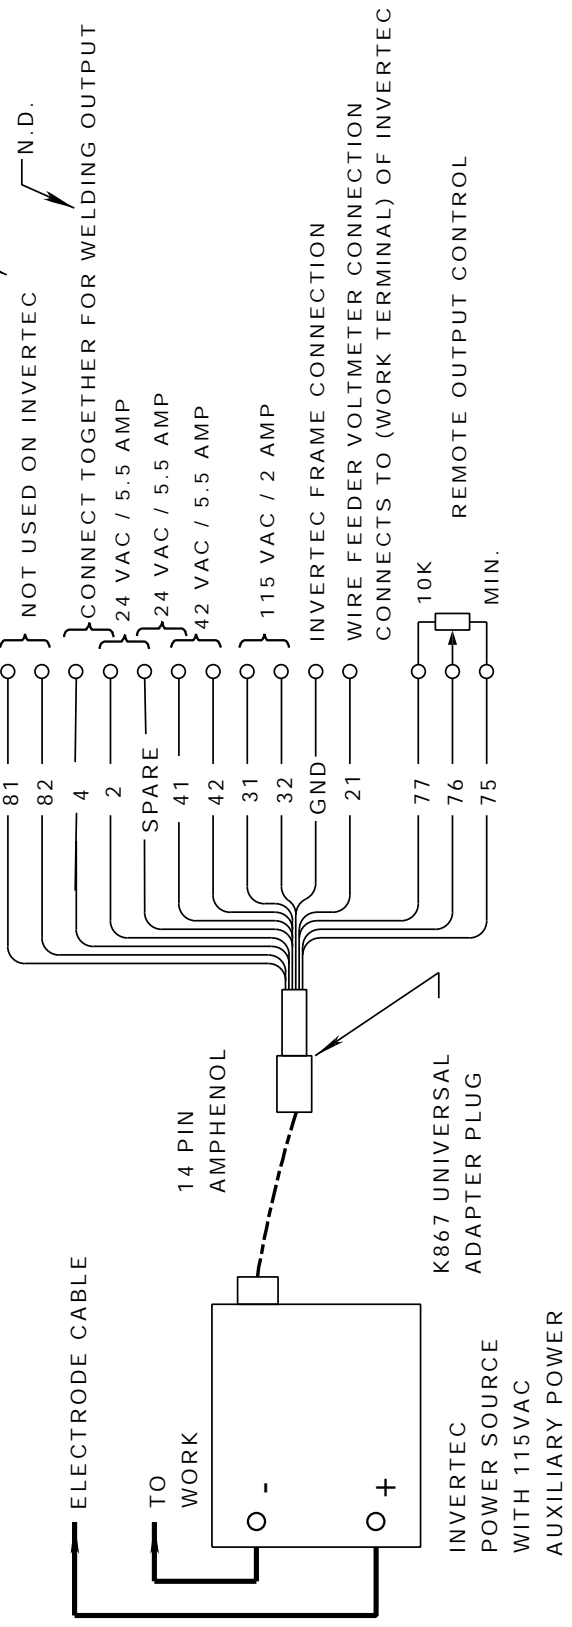 N.D.
NOT USED ON INVERTEC
CONNECT TOGETHER FOR WELDING OUTPUT
24 VAC / 5.5 AMP
24 VAC / 5.5 AMP
42 VAC / 5.5 AMP
115 VAC / 2 AMP
INVERTEC FRAME CONNECTION
WIRE FEEDER VOLTMETER CONNECTION
CONNECTS TO (WORK TERMINAL) OF INVERTEC
10K
REMOTE OUTPUT CONTROL
MIN.
81
82
4
2
SPARE
41
42
31
32
GND
21
77
76
75
14 PIN
AMPHENOL
K867 UNIVERSAL
ADAPTER PLUG
ELECTRODE CABLE
TO
WORK
-
+
INVERTEC
POWER SOURCE
WITH 115VAC
AUXILIARY POWER